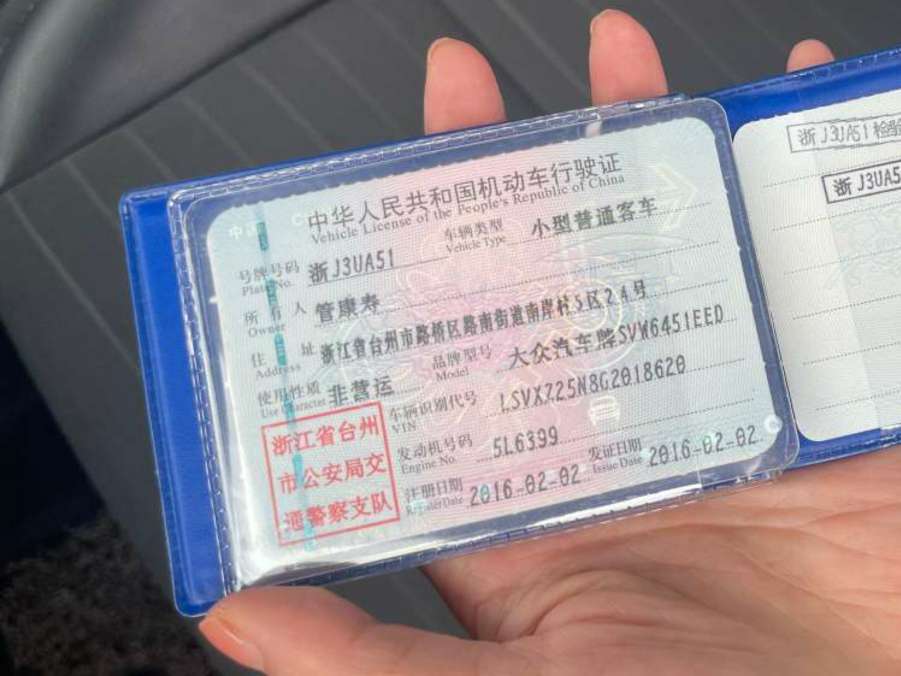 中华人民共和国机动车行驶证
Vehicle License of the People's Republic of China
号牌号码 浙J3UA51 车辆类型 小型普通客车
Plate No. Vehicle Type
所有人 管康寿
Owner
住址 浙江省台州市路桥区路南街道南岸村5区24号
Address
使用性质 非营运 品牌型号 大众汽车牌SVW6451EED
Use Character Model
浙江省台州
市公安局交
通警察支队
车辆识别代号 LSVXZ25N8G2018620
VIN
发动机号码 5L6399 发证日期 2016-02-02
Engine No. Issue Date
注册日期 2016-02-02
Register Date
浙J3UA51检验
浙J3UA5